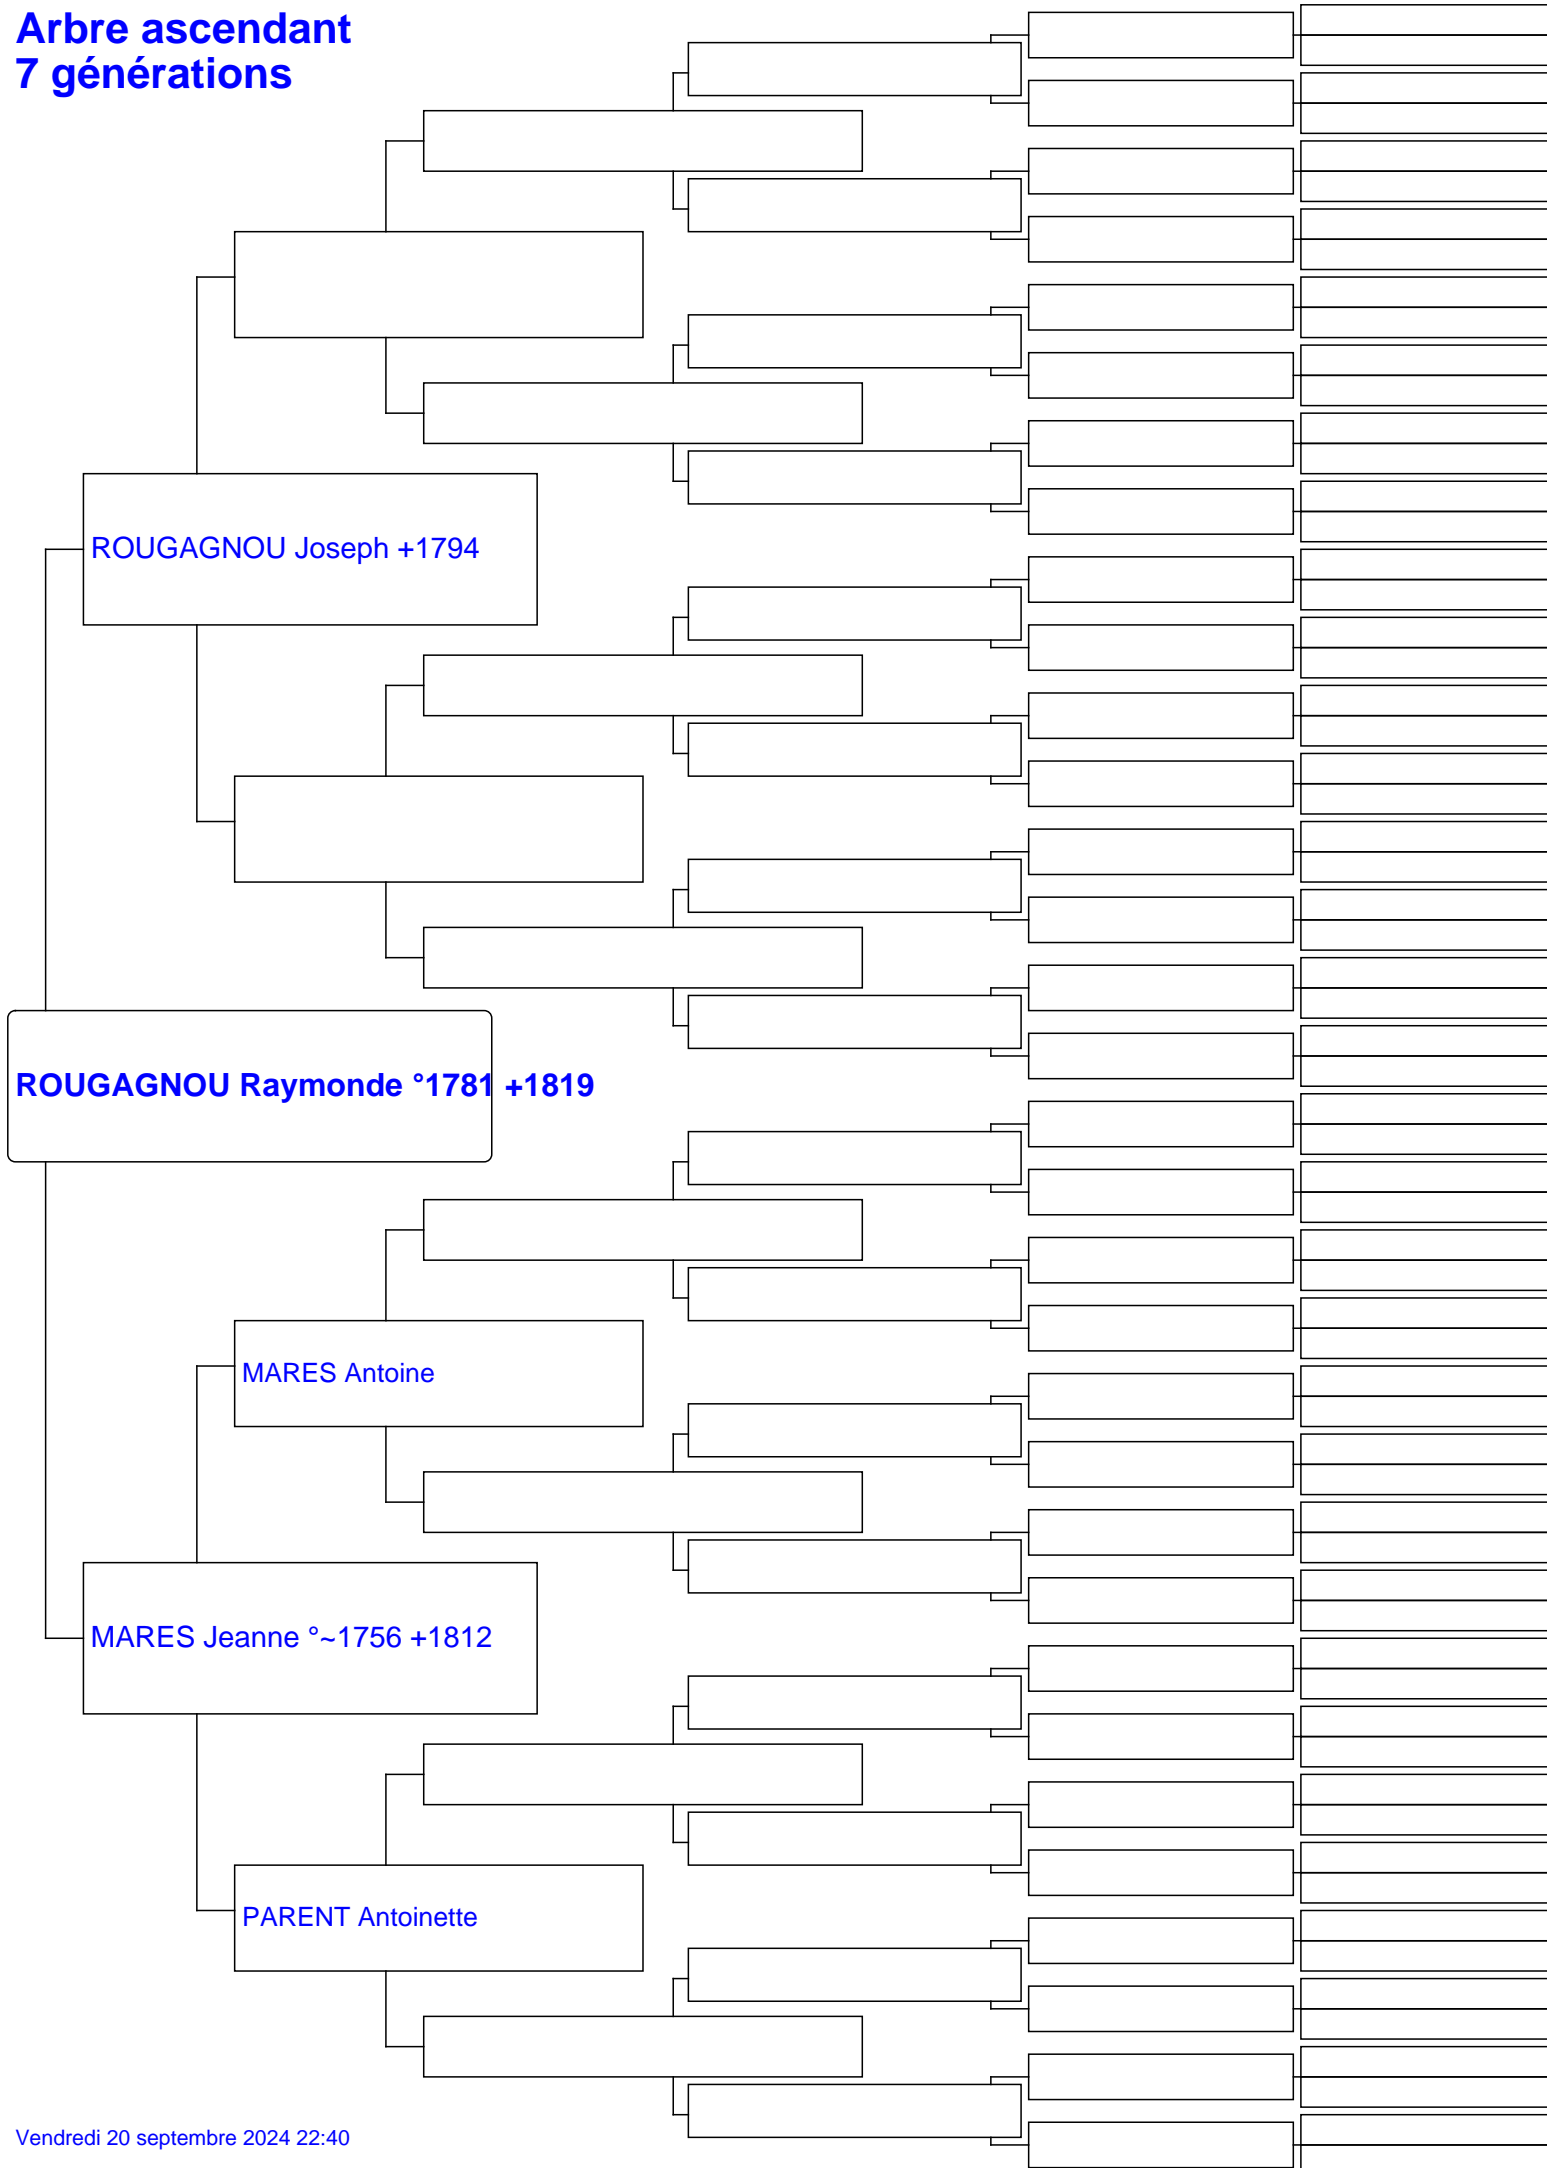 Arbre ascendant
7 générations
ROUGAGNOU Joseph +1794
ROUGAGNOU Raymonde °1781 +1819
MARES Antoine
MARES Jeanne °~1756 +1812
PARENT Antoinette
Vendredi 20 septembre 2024 22:40